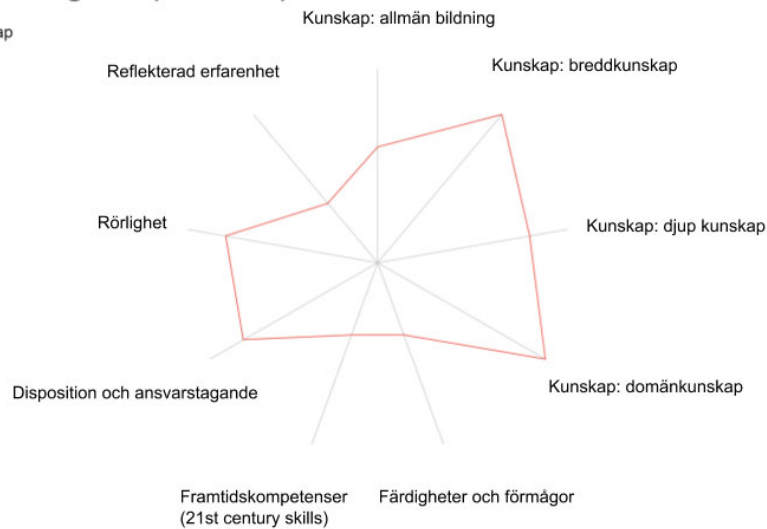 Kunskap: allmän bildning
Reflekterad erfarenhet
Kunskap: breddkunskap
Rörlighet
Kunskap: djup kunskap
Disposition och ansvarstagande
Kunskap: domänkunskap
Framtidskompetenser
(21st century skills)
Färdigheter och förmågor